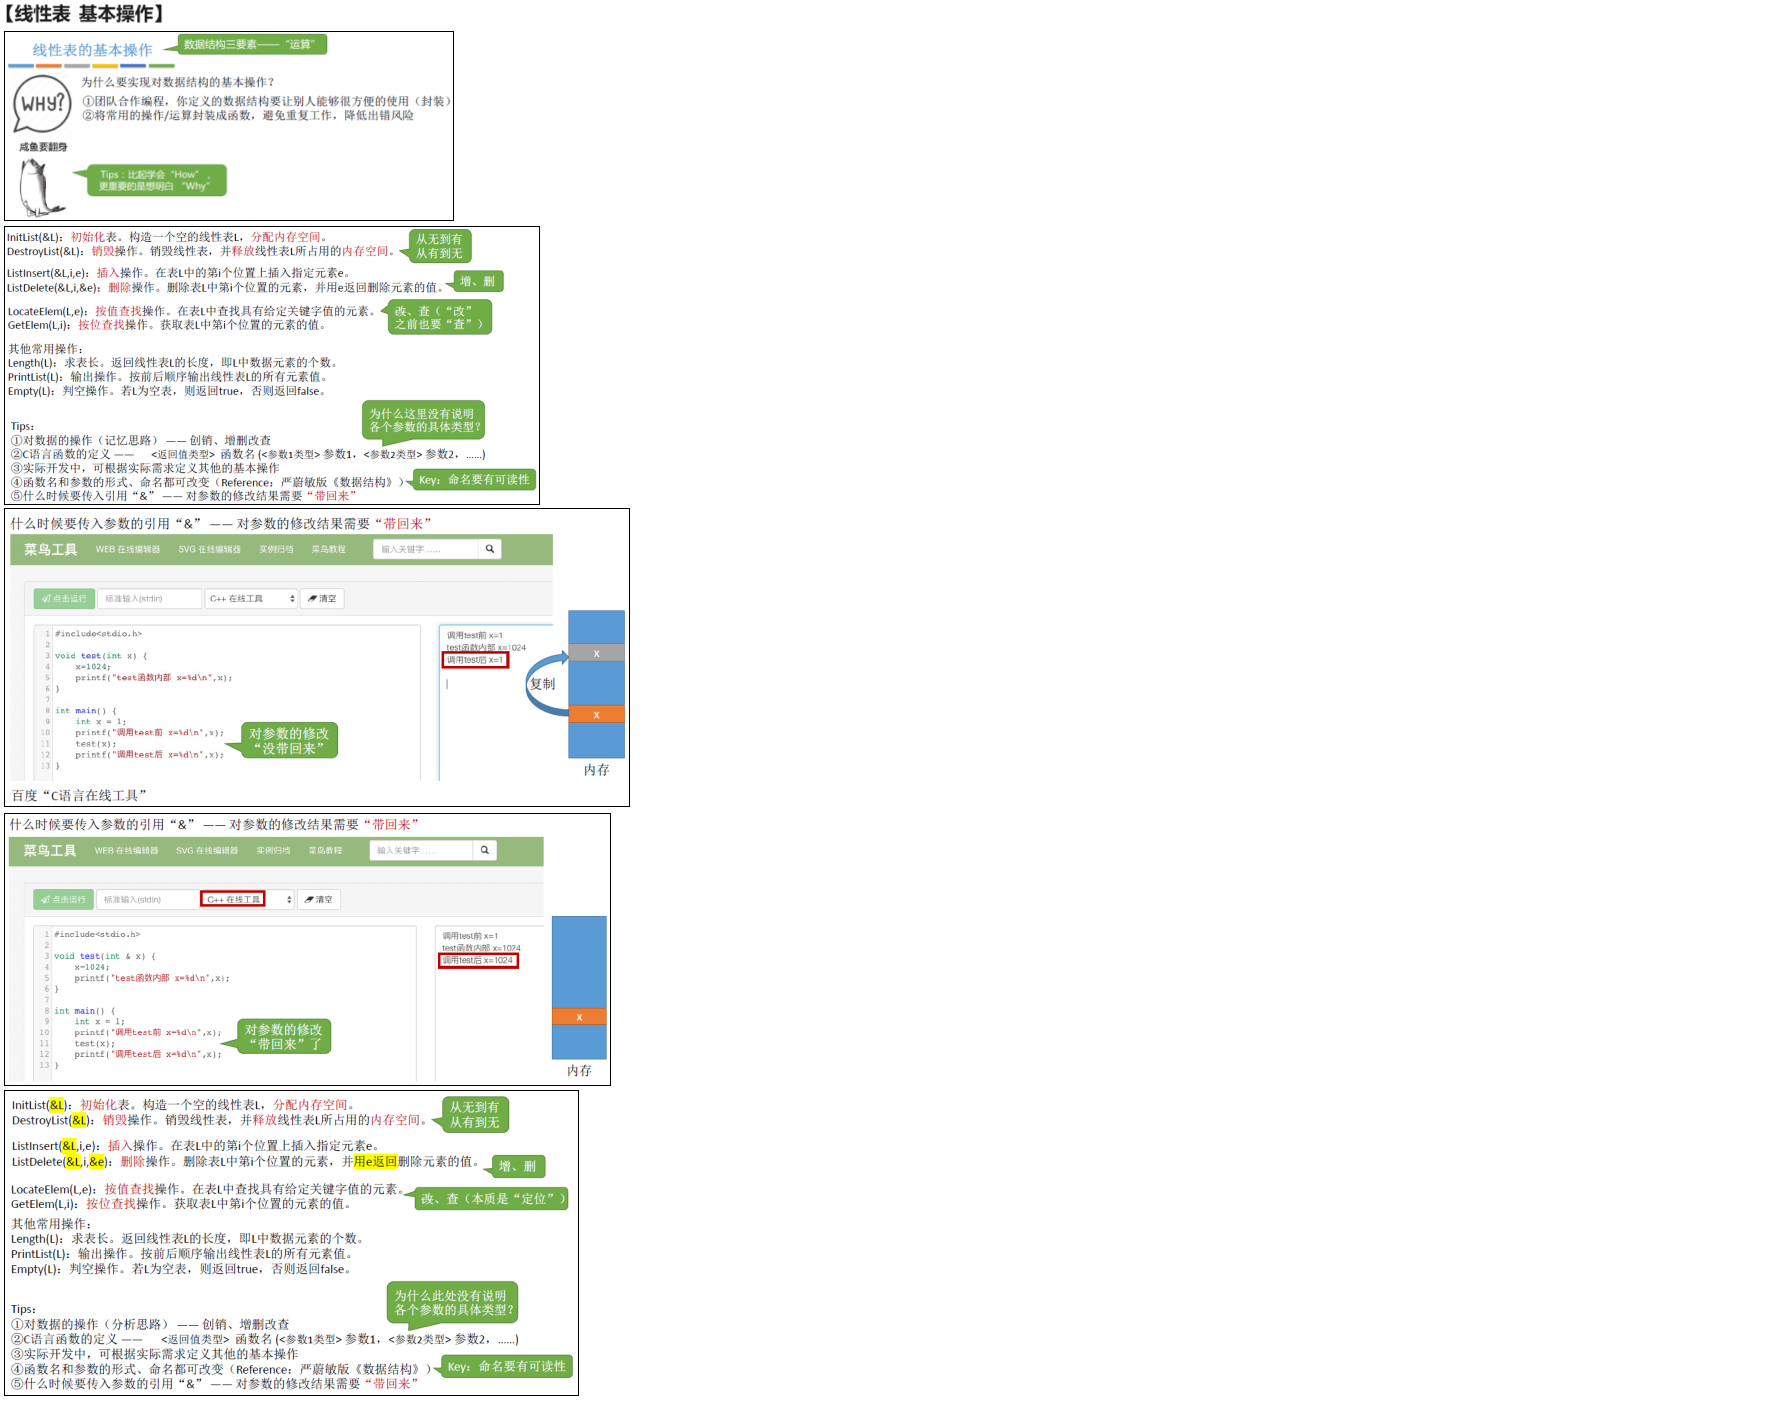 【线性表 基本操作】
线性表的基本操作
数据结构三要素——“运算”
WHY?
为什么要实现对数据结构的基本操作？
①团队合作编程，你定义的数据结构要让别人能够很方便的使用（封装）
②将常用的操作/运算封装成函数，避免重复工作，降低出错风险
咸鱼要翻身
Tips：比起学会“How”，
更重要的是想明白“Why”
InitList(&L)：初始化表。构造一个空的线性表L，分配内存空间。
DestroyList(&L)：销毁操作。销毁线性表，并释放线性表L所占用的内存空间。
从无到有
从有到无
ListInsert(&L,i,e)：插入操作。在表L中的第i个位置上插入指定元素e。
ListDelete(&L,i,&e)：删除操作。删除表L中第i个位置的元素，并用e返回删除元素的值。
增、删
LocateElem(L,e)：按值查找操作。在表L中查找具有给定关键字值的元素。
GetElem(L,i)：按位查找操作。获取表L中第i个位置的元素的值。
改、查（“改”
之前也要“查”）
其他常用操作：
Length(L)：求表长。返回线性表L的长度，即L中数据元素的个数。
PrintList(L)：输出操作。按前后顺序输出线性表L的所有元素值。
Empty(L)：判空操作。若L为空表，则返回true，否则返回false。
为什么这里没有说明
各个参数的具体类型？
Tips：
①对数据的操作（记忆思路） —— 创销、增删改查
②C语言函数的定义 —— <返回值类型> 函数名 (<参数1类型> 参数1，<参数2类型> 参数2，……)
③实际开发中，可根据实际需求定义其他的基本操作
④函数名和参数的形式、命名都可改变（Reference：严蔚敏版《数据结构》）
Key：命名要有可读性
⑤什么时候要传入引用“&” —— 对参数的修改结果需要“带回来”
什么时候要传入参数的引用“&” —— 对参数的修改结果需要“带回来”
菜鸟工具 WEB 在线编辑器 SVG 在线编辑器 实例归档 菜鸟教程 输入关键字……
点击运行 标准输入(stdin) C++ 在线工具 清空
1 #include<stdio.h>
2
3 void test(int x) {
4 x=1024;
5 printf("test函数内部 x=%d\n",x);
6 }
7
8 int main() {
9 int x = 1;
10 printf("调用test前 x=%d\n",x);
11 test(x);
12 printf("调用test后 x=%d\n",x);
13 }
对参数的修改
“没带回来”
调用test前 x=1
test函数内部 x=1024
调用test后 x=1
复制
x
x
内存
百度“C语言在线工具”
什么时候要传入参数的引用“&” —— 对参数的修改结果需要“带回来”
菜鸟工具 WEB 在线编辑器 SVG 在线编辑器 实例归档 菜鸟教程 输入关键字……
点击运行 标准输入(stdin) C++ 在线工具 清空
1 #include<stdio.h>
2
3 void test(int & x) {
4 x=1024;
5 printf("test函数内部 x=%d\n",x);
6 }
7
8 int main() {
9 int x = 1;
10 printf("调用test前 x=%d\n",x);
11 test(x);
12 printf("调用test后 x=%d\n",x);
13 }
对参数的修改
“带回来”了
调用test前 x=1
test函数内部 x=1024
调用test后 x=1024
x
内存
InitList(&L)：初始化表。构造一个空的线性表L，分配内存空间。
DestroyList(&L)：销毁操作。销毁线性表，并释放线性表L所占用的内存空间。
从无到有
从有到无
ListInsert(&L,i,e)：插入操作。在表L中的第i个位置上插入指定元素e。
ListDelete(&L,i,&e)：删除操作。删除表L中第i个位置的元素，并用e返回删除元素的值。
增、删
LocateElem(L,e)：按值查找操作。在表L中查找具有给定关键字值的元素。
GetElem(L,i)：按位查找操作。获取表L中第i个位置的元素的值。
改、查（本质是“定位”）
其他常用操作：
Length(L)：求表长。返回线性表L的长度，即L中数据元素的个数。
PrintList(L)：输出操作。按前后顺序输出线性表L的所有元素值。
Empty(L)：判空操作。若L为空表，则返回true，否则返回false。
为什么此处没有说明
各个参数的具体类型？
Tips：
①对数据的操作（分析思路） —— 创销、增删改查
②C语言函数的定义 —— <返回值类型> 函数名 (<参数1类型> 参数1，<参数2类型> 参数2，……)
③实际开发中，可根据实际需求定义其他的基本操作
④函数名和参数的形式、命名都可改变（Reference：严蔚敏版《数据结构》）
Key：命名要有可读性
⑤什么时候要传入参数的引用“&” —— 对参数的修改结果需要“带回来”